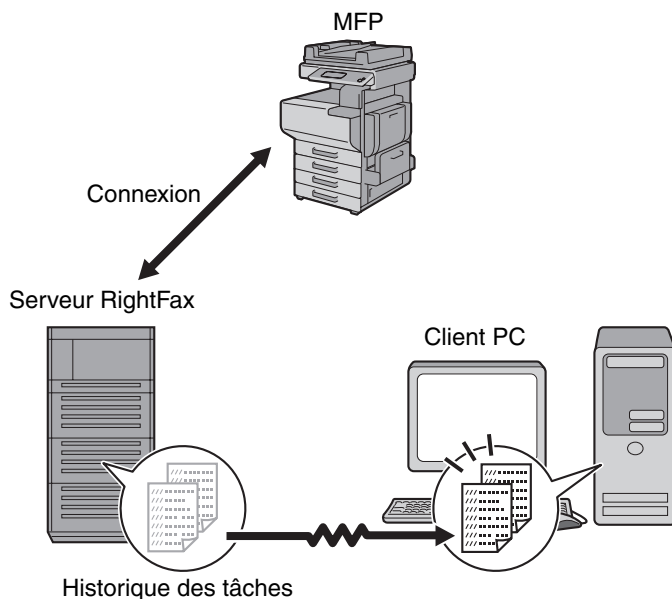 MFP
Connexion
Serveur RightFax
Client PC
Historique des tâches